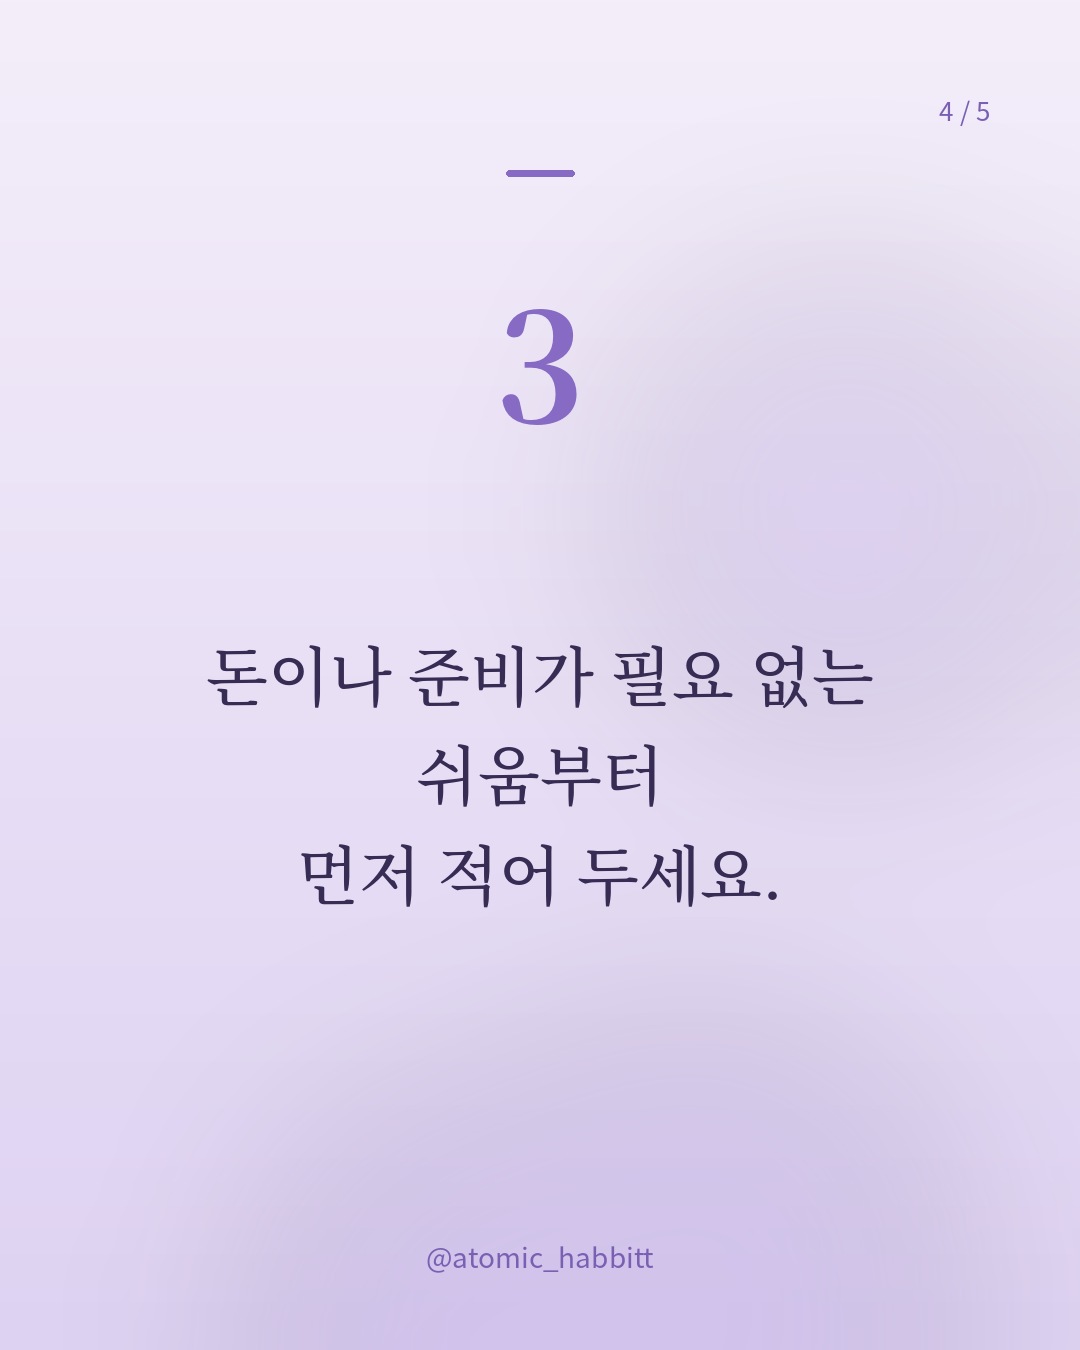 4 / 5
3
돈이나 준비가 필요 없는
쉬움부터
먼저 적어 두세요.
@atomic_habbitt